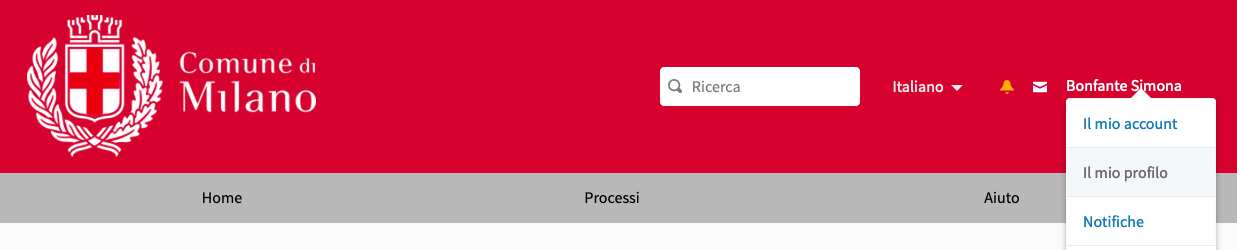 Comune di
Milano
Ricerca
Italiano
Bonfante Simona
Il mio account
Il mio profilo
Notifiche
Home
Processi
Aiuto